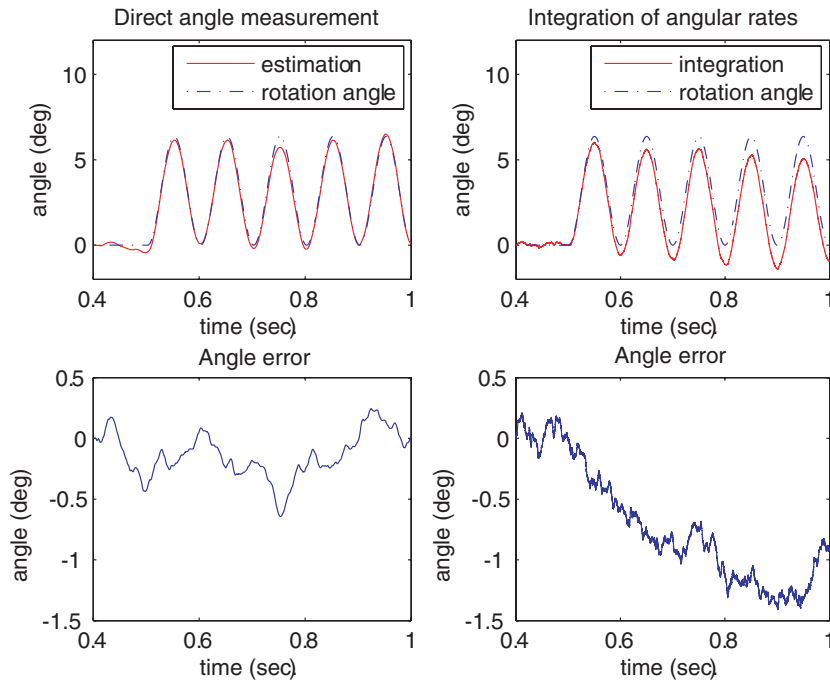 Direct angle measurement
12
10
5
0
angle (deg)
estimation
rotation angle
0.4
0.6
0.8
1
time (sec).
Integration of angular rates
10
5
0
angle (deg)
integration
rotation angle
0.4
0.6
0.8
1
time (sec).
Angle error
0.5
0
-0.5
-1
-1.5
angle (deg)
0.4
0.6
0.8
1
time (sec).
Angle error
0.5
0
-0.5
-1
-1.5
angle (deg)
0.4
0.6
0.8
1
time (sec).